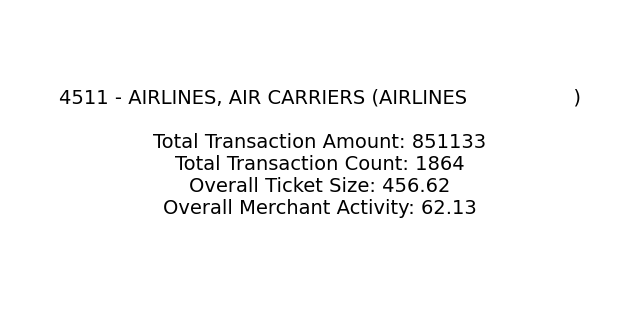 4511 - AIRLINES, AIR CARRIERS (AIRLINES                  )
Total Transaction Amount: 851133
Total Transaction Count: 1864
Overall Ticket Size: 456.62
Overall Merchant Activity: 62.13